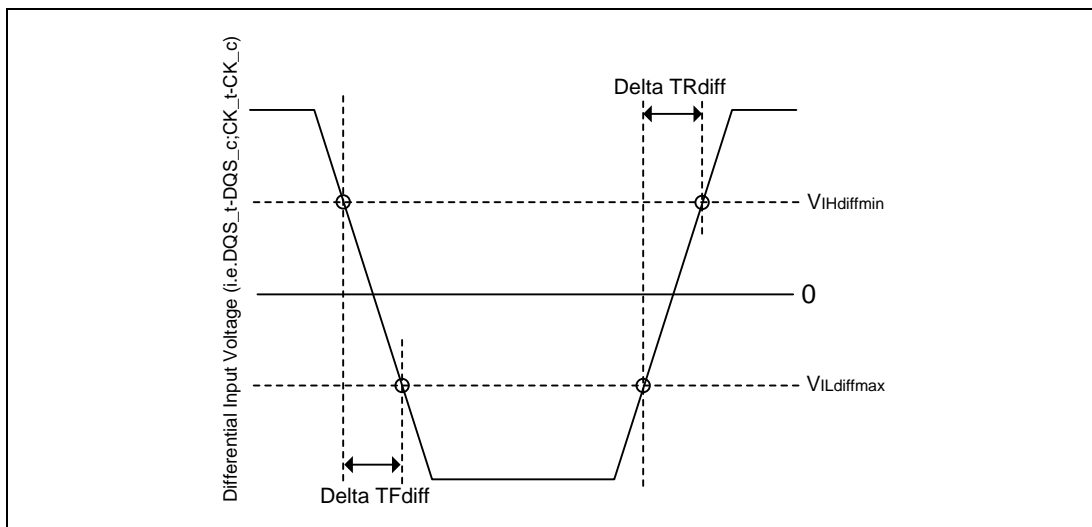 Differential Input Voltage (i.e.DQS_t-DQS_c;CK_t-CK_c)
Delta TRdiff
VIHdiffmin
0
VILdiffmax
Delta TFdiff